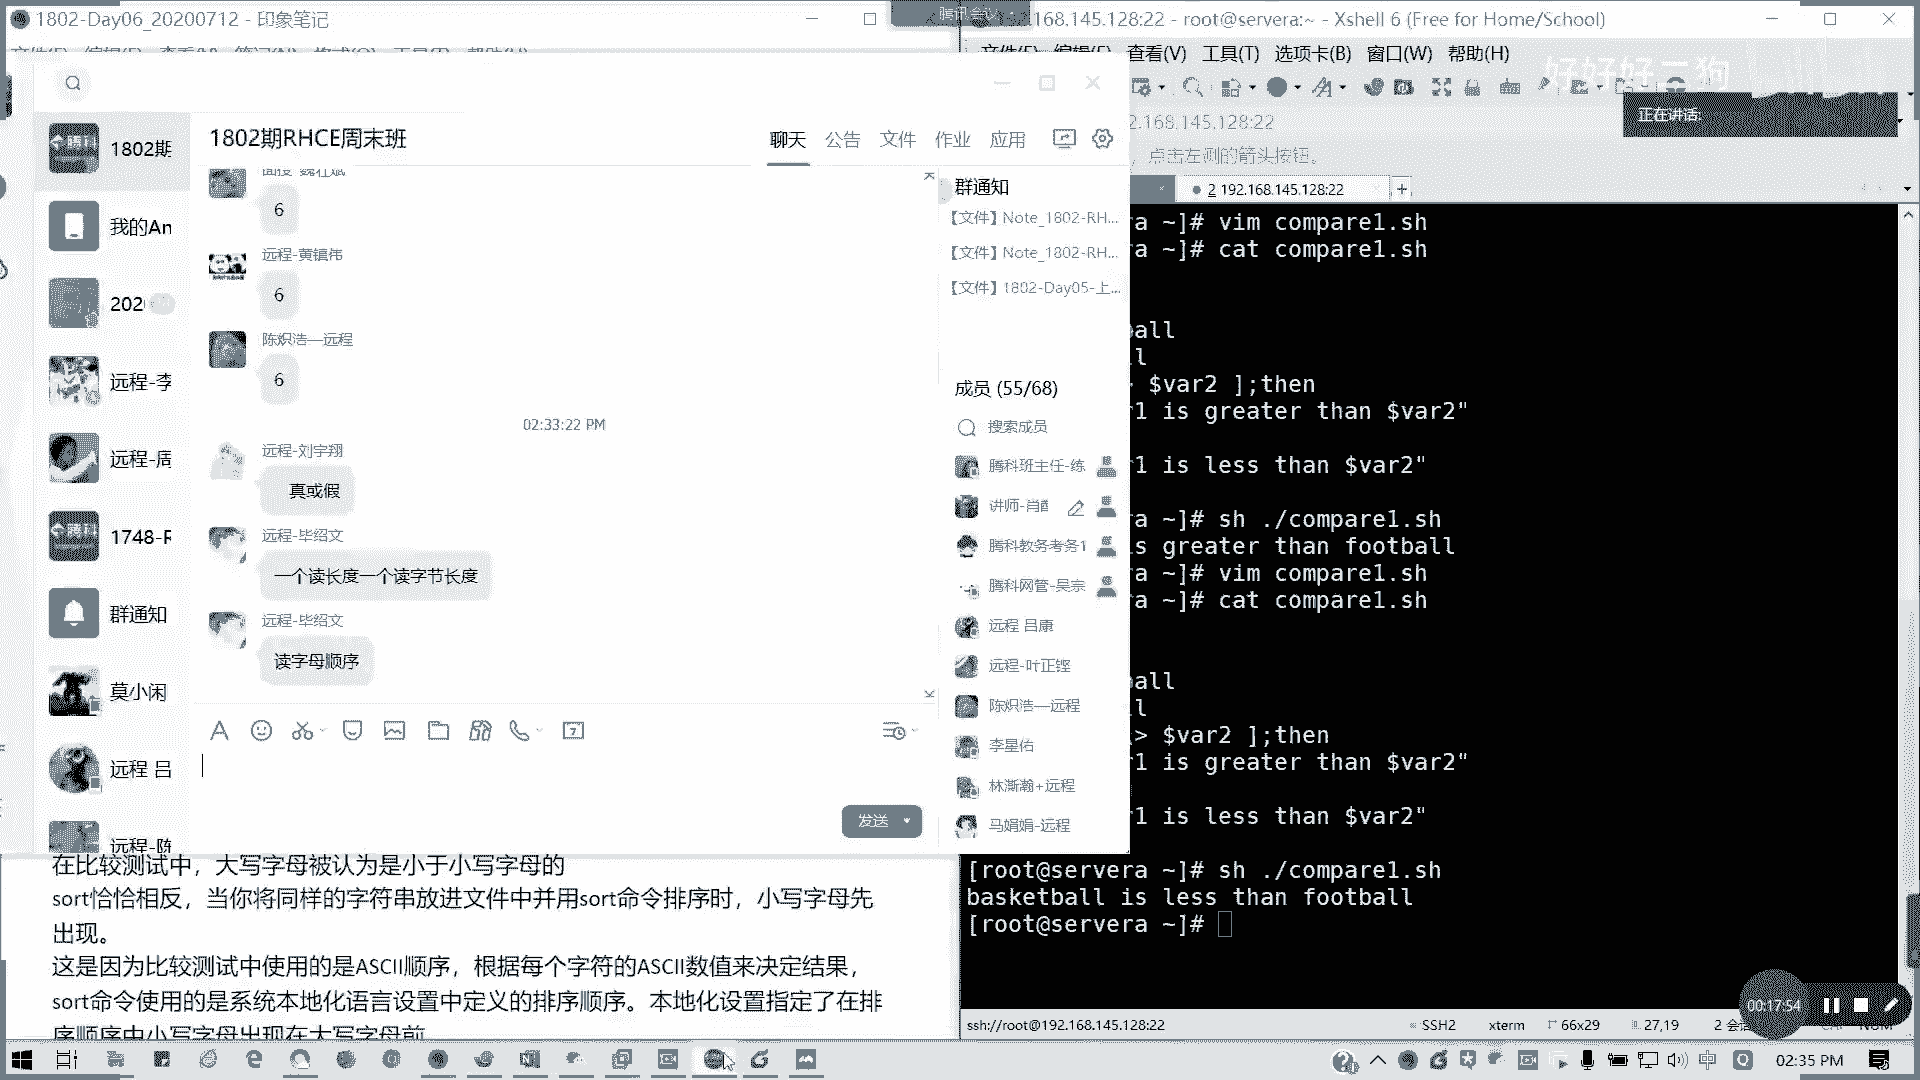 1802-Day06_20200712 - 印象笔记
腾讯会议
.168.145.128:22 - root@servera:~ - Xshell 6 (Free for Home/School)
文件(F) 编辑(E) 查看(V) 工具(T) 选项卡(B) 窗口(W) 帮助(H)
好好好二狗
正在讲话:
2.168.145.128:22
，点击左侧的箭头按钮。
2 192.168.145.128:22
+
1802期
我的An
202
远程-李
远程-周
1748-F
群通知
莫小闲
远程 吕
远程-陈
1802期RHCE周末班
聊天 公告 文件 作业 应用
6
远程-黄镇伟
6
陈炽浩—远程
6
02:33:22 PM
远程-刘宇翔
真或假
远程-毕绍文
一个读长度一个读字节长度
远程-毕绍文
读字母顺序
发送
群通知
【文件】Note_1802-RH...
【文件】Note_1802-RH...
【文件】1802-Day05-上...
成员 (55/68)
搜索成员
腾科班主任-练
讲师-肖
腾科教务考务1
腾科网管-吴宗
远程 吕康
远程-叶正铿
陈炽浩—远程
李星佑
林澌瀚+远程
马娟娟-远程
a ~]# vim compare1.sh
a ~]# cat compare1.sh
all
l
$var2 ];then
1 is greater than $var2"
1 is less than $var2"
a ~]# sh ./compare1.sh
s greater than football
a ~]# vim compare1.sh
a ~]# cat compare1.sh
all
l
> $var2 ];then
1 is greater than $var2"
1 is less than $var2"
[root@servera ~]# sh ./compare1.sh
basketball is less than football
[root@servera ~]#
在比较测试中，大写字母被认为是小于小写字母的
sort恰恰相反，当你将同样的字符串放进文件中并用sort命令排序时，小写字母先
出现。
这是因为比较测试中使用的是ASCII顺序，根据每个字符的ASCII数值来决定结果，
sort命令使用的是系统本地化语言设置中定义的排序顺序。本地化设置指定了在排
序顺序中小写字母出现在大写字母前
00:17:54
ssh://root@192.168.145.128:22
SSH2
xterm
66x29
27,19
2 会话
NUM
中
02:35 PM